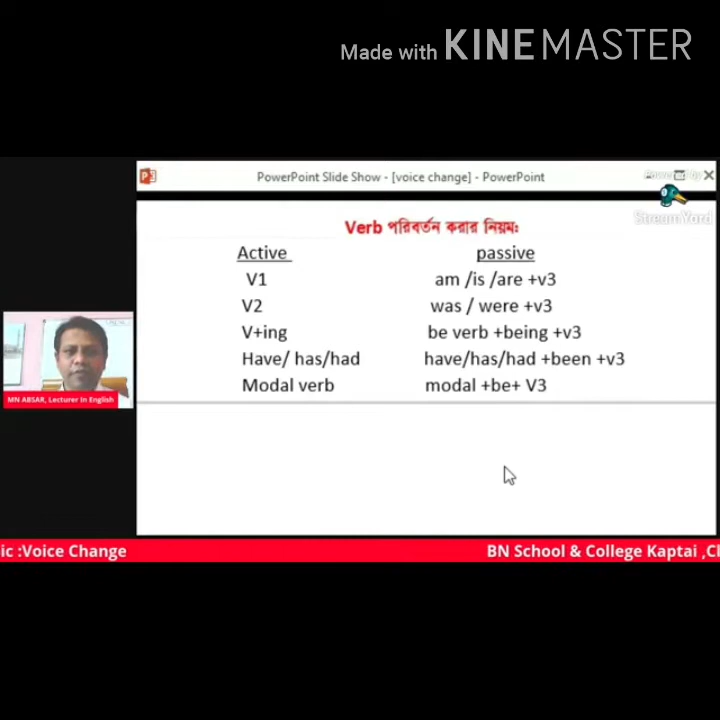 Made with KINEMASTER
PowerPoint Slide Show - [voice change] - PowerPoint
StreamYard
Verb পরিবর্তন করার নিয়মঃ
Active passive
V1 am /is /are +v3
V2 was / were +v3
V+ing be verb +being +v3
Have/ has/had have/has/had +been +v3
Modal verb modal +be+ V3
MN ABSAR, Lecturer In English
ic :Voice Change BN School & College Kaptai ,Cl